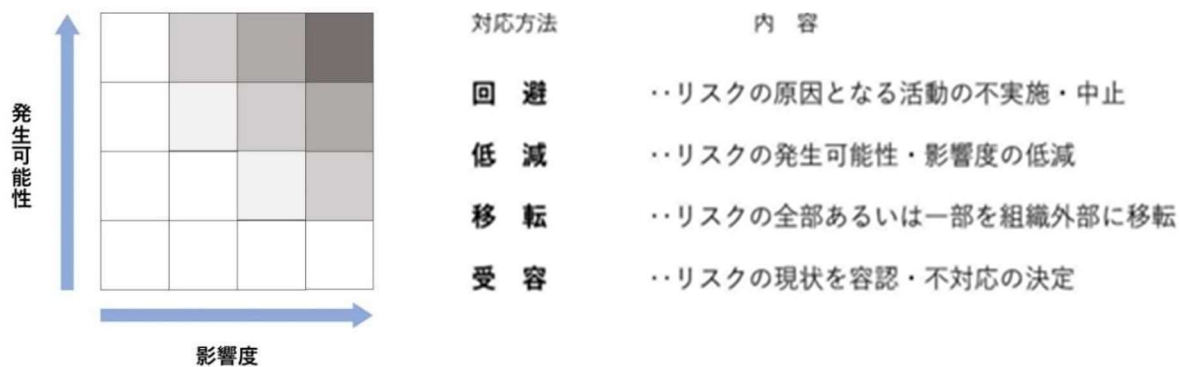 発生可能性
影響度
対応方法 内 容
回 避 ‥リスクの原因となる活動の不実施・中止
低 減 ‥リスクの発生可能性・影響度の低減
移 転 ‥リスクの全部あるいは一部を組織外部に移転
受 容 ‥リスクの現状を容認・不対応の決定